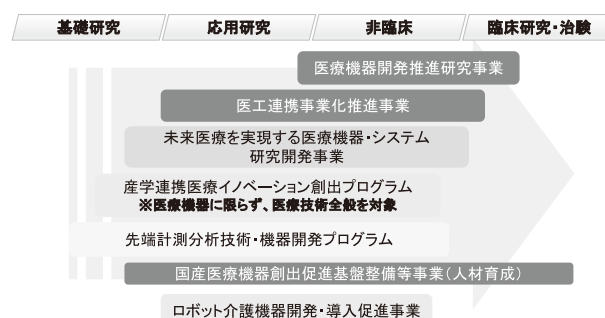 基礎研究 応用研究 非臨床 臨床研究・治験
医療機器開発推進研究事業
医工連携事業化推進事業
未来医療を実現する医療機器・システム
研究開発事業
産学連携医療イノベーション創出プログラム
※医療機器に限らず、医療技術全般を対象
先端計測分析技術・機器開発プログラム
国産医療機器創出促進基盤整備等事業(人材育成)
ロボット介護機器開発・導入促進事業